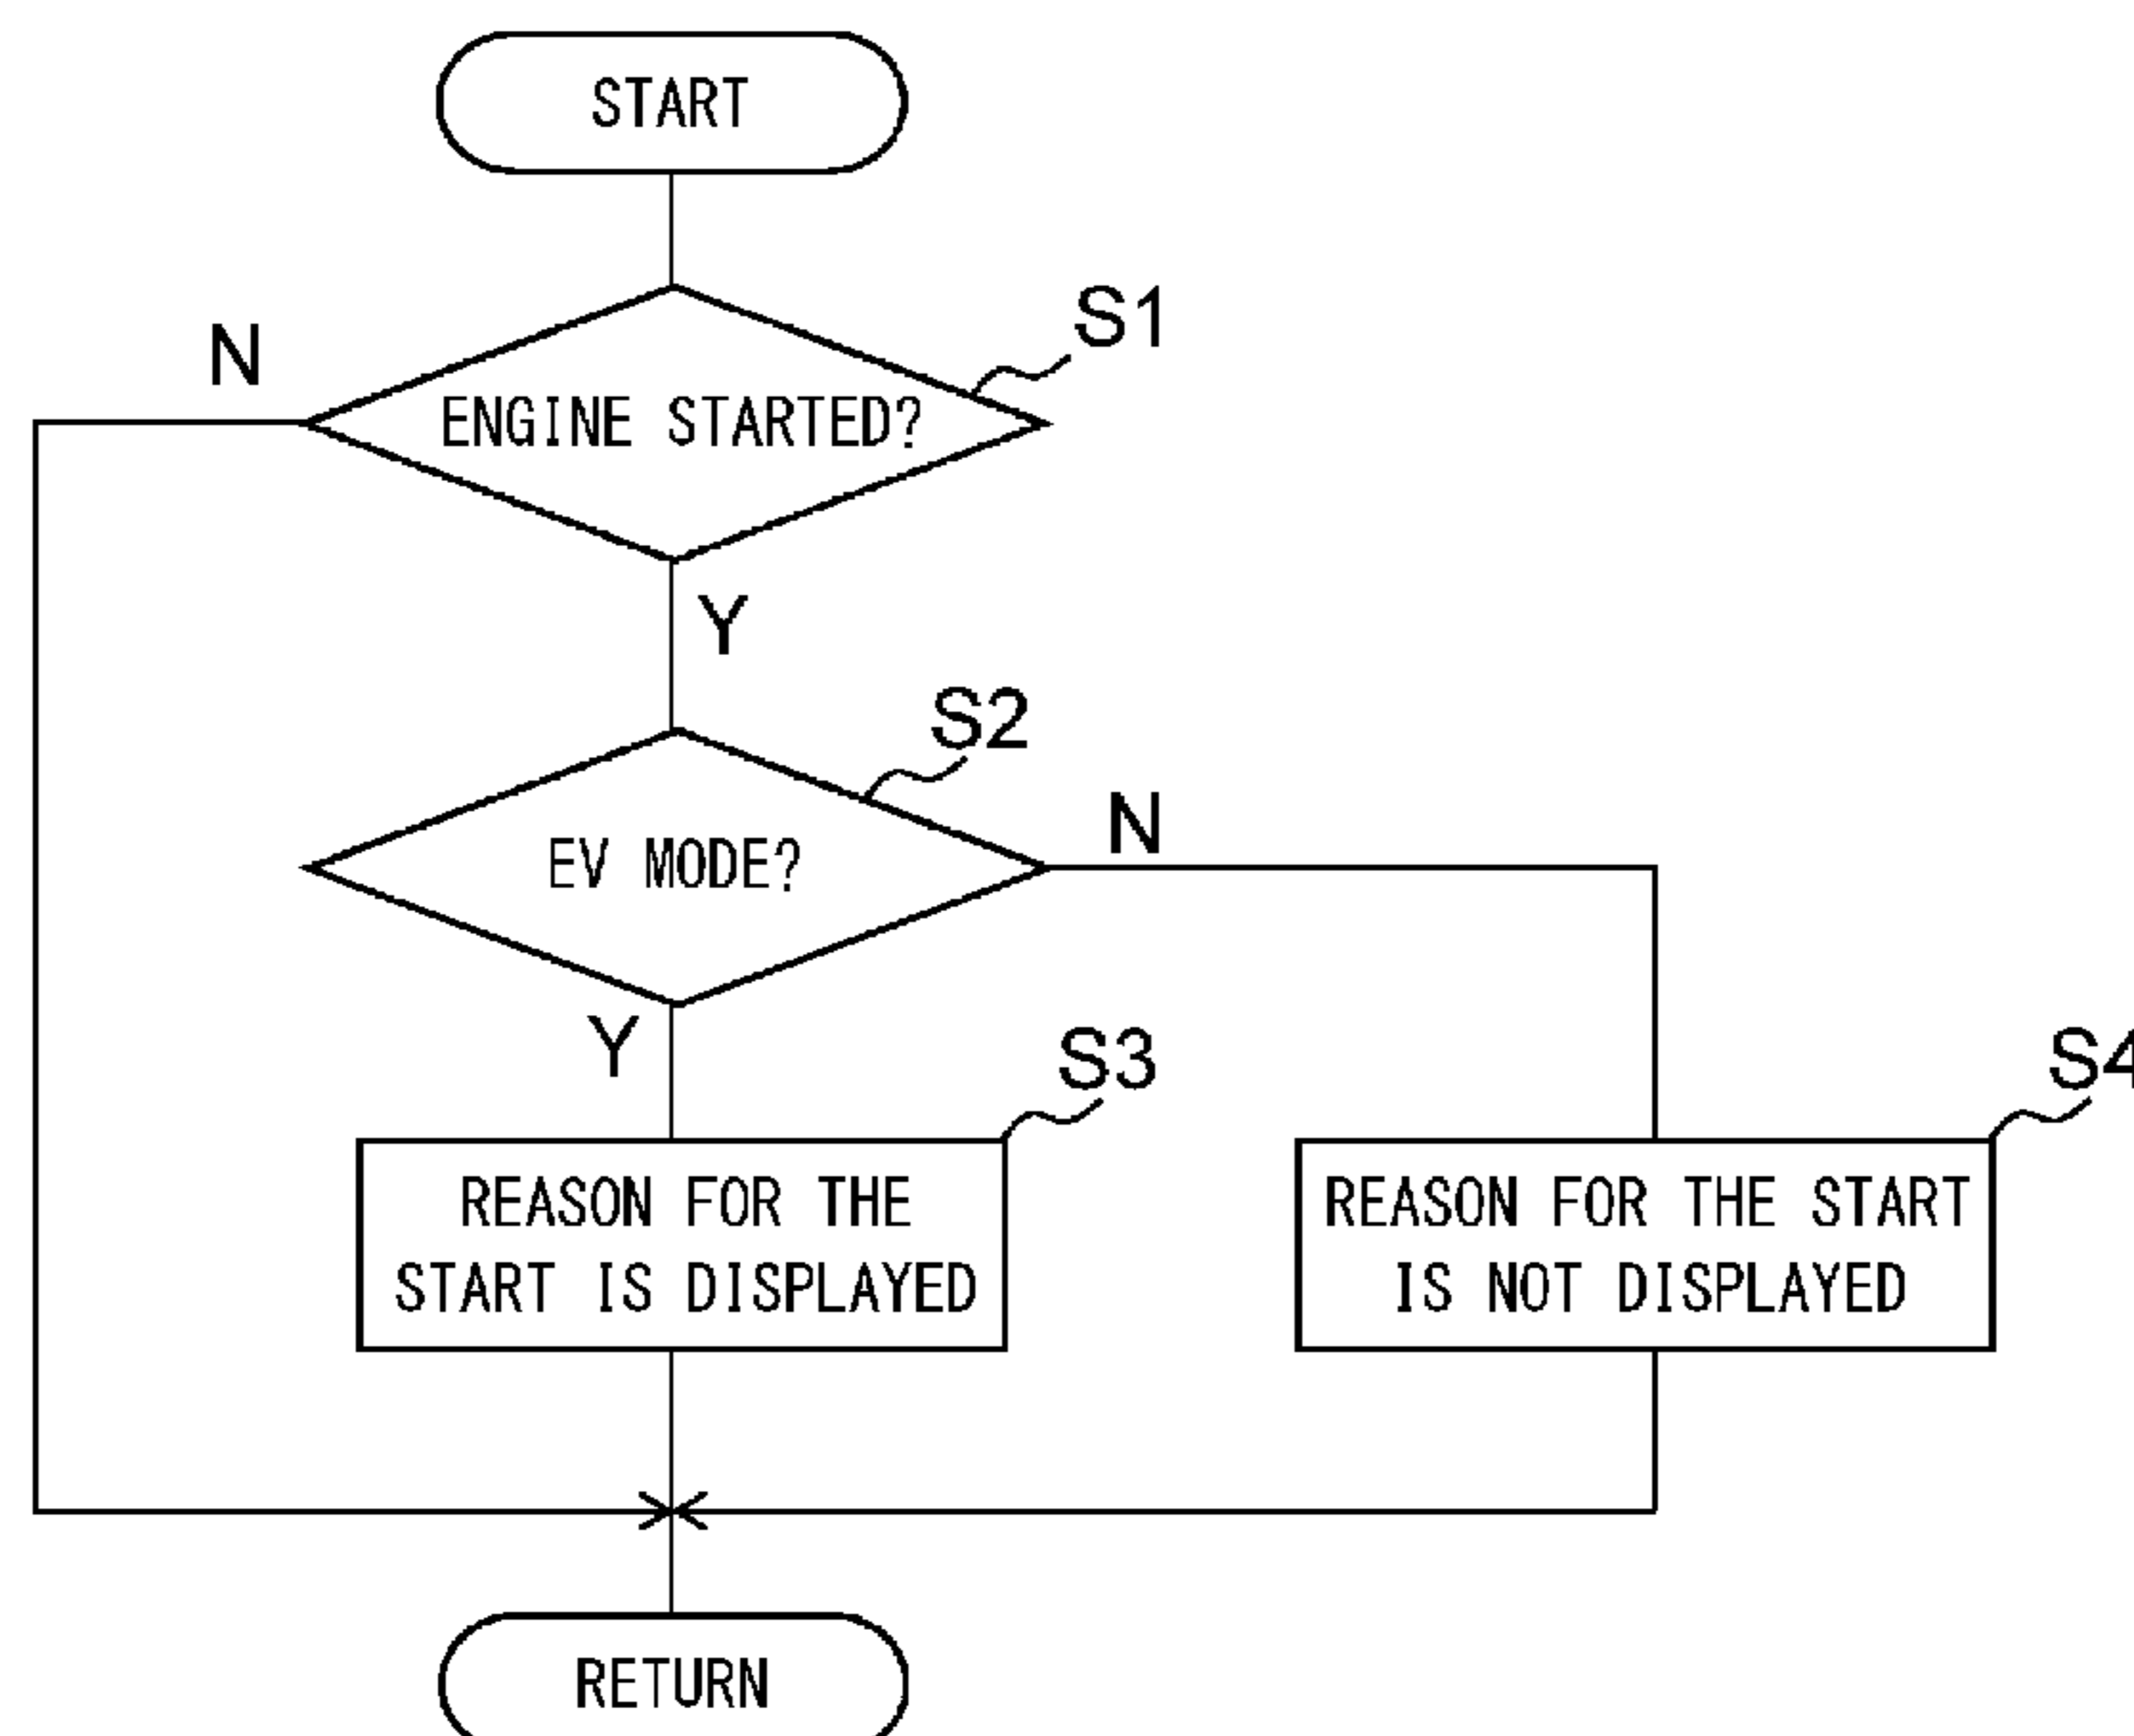 START
S1
N
ENGINE STARTED?
Y
S2
N
EV MODE?
Y
S3
S4
REASON FOR THE
START IS DISPLAYED
REASON FOR THE START
IS NOT DISPLAYED
RETURN